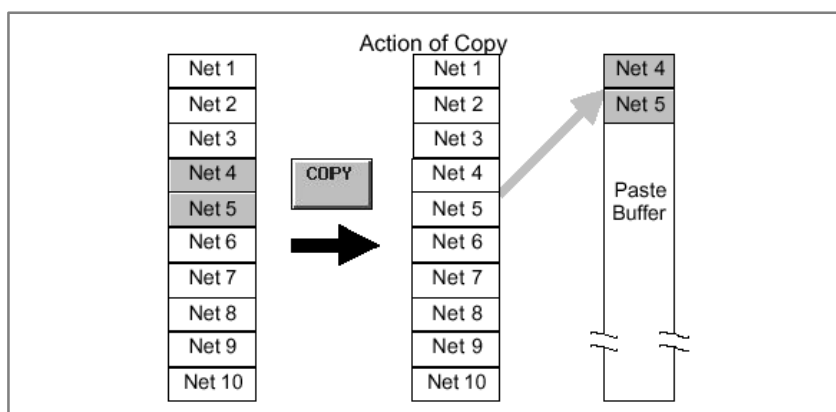 Action of Copy
Net 1
Net 2
Net 3
Net 4
Net 5
Net 6
Net 7
Net 8
Net 9
Net 10
COPY
Net 1
Net 2
Net 3
Net 4
Net 5
Net 6
Net 7
Net 8
Net 9
Net 10
Net 4
Net 5
Paste
Buffer